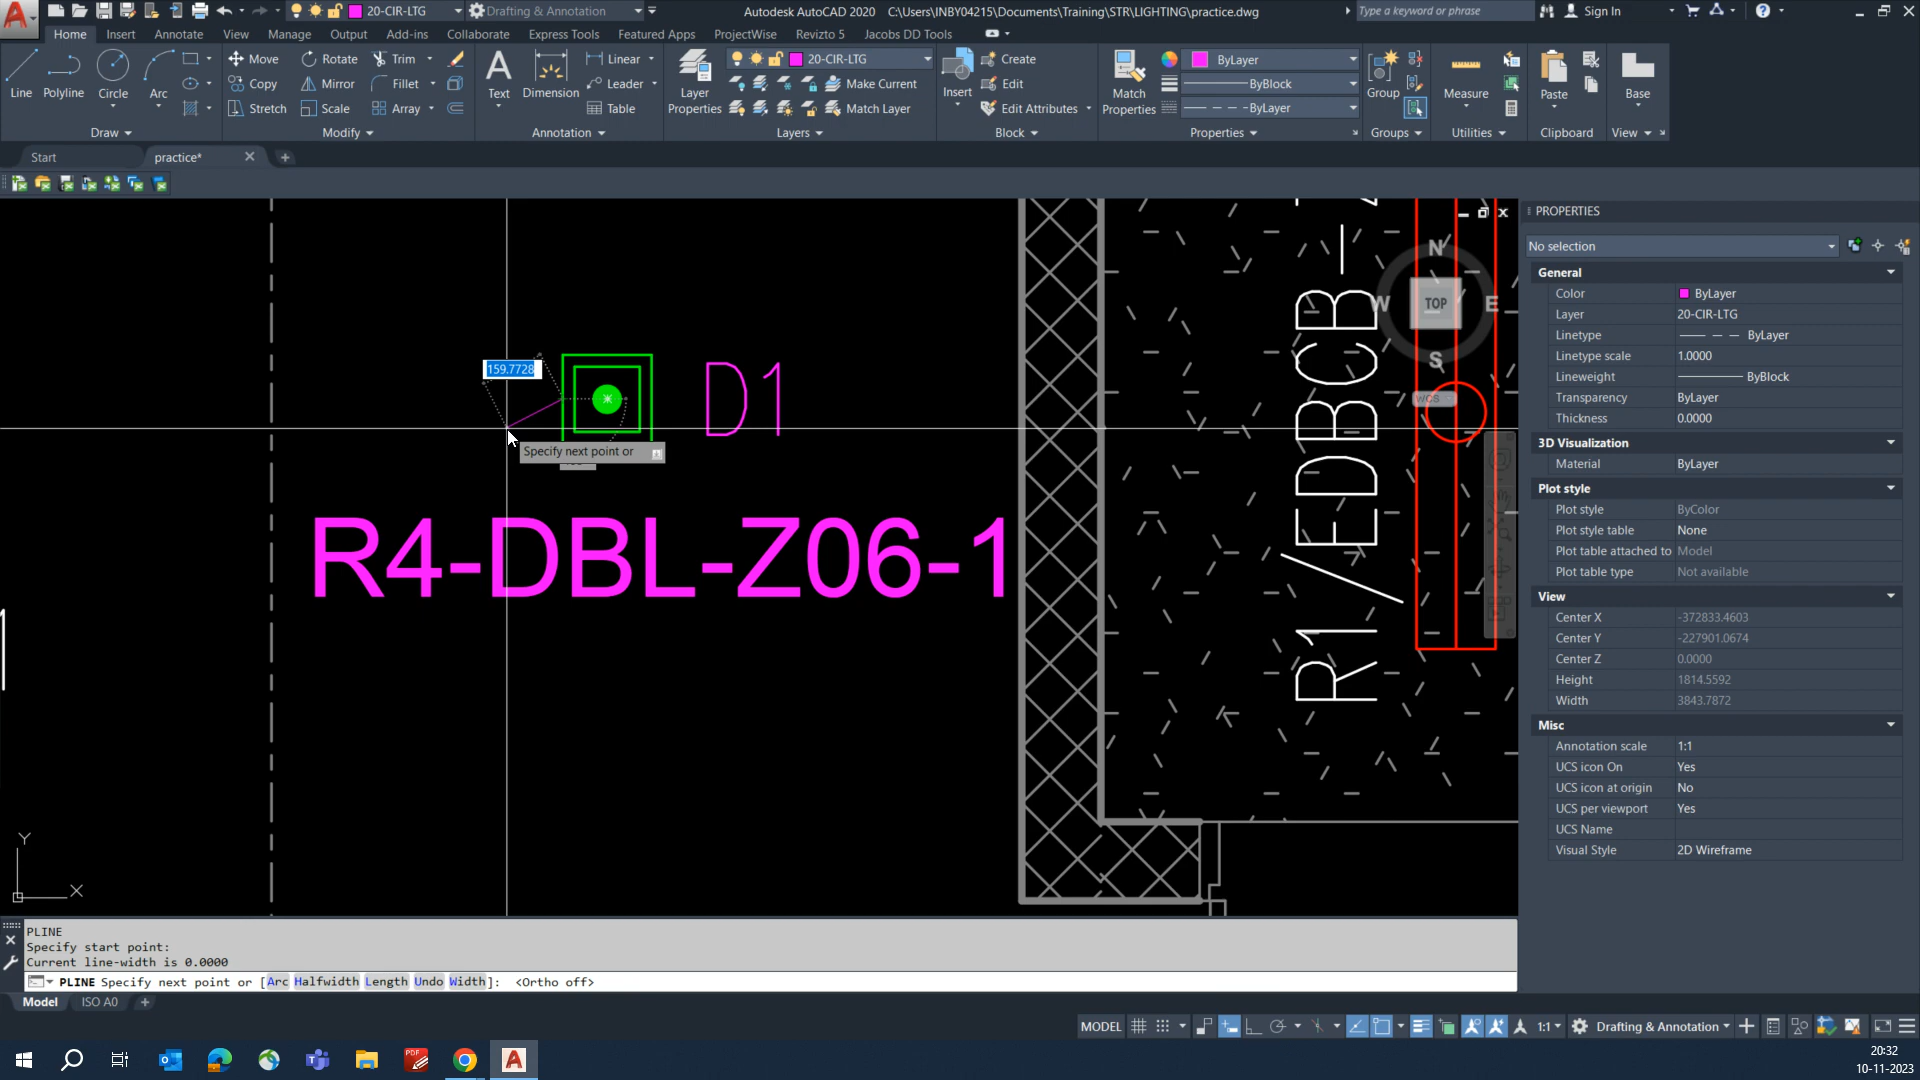 20-CIR-LTG
Drafting & Annotation
Autodesk AutoCAD 2020 C:\Users\INBY04215\Documents\Training\STR\LIGHTING\practice.dwg
Type a keyword or phrase
Sign In
Home Insert Annotate View Manage Output Add-ins Collaborate Express Tools Featured Apps ProjectWise Revizto 5 Jacobs DD Tools
Line Polyline Circle Arc
Move Rotate Trim
Copy Mirror Fillet
Stretch Scale Array
Text Dimension
Linear
Leader
Table
Layer Properties
20-CIR-LTG
Make Current
Match Layer
Insert
Create
Edit
Edit Attributes
Match Properties
ByLayer
ByBlock
ByLayer
Group
Measure
Paste
Base
Draw Modify Annotation Layers Block Properties Groups Utilities Clipboard View
Start
practice*
159.7728
Specify next point or
D1
R4-DBL-Z06-1
R1/EDBCB-
N
W TOP E
S
WCS
Y
X
PROPERTIES
No selection
General
Color ByLayer
Layer 20-CIR-LTG
Linetype ByLayer
Linetype scale 1.0000
Lineweight ByBlock
Transparency ByLayer
Thickness 0.0000
3D Visualization
Material ByLayer
Plot style
Plot style ByColor
Plot style table None
Plot table attached to Model
Plot table type Not available
View
Center X -372833.4603
Center Y -227901.0674
Center Z 0.0000
Height 1814.5592
Width 3843.7872
Misc
Annotation scale 1:1
UCS icon On Yes
UCS icon at origin No
UCS per viewport Yes
UCS Name
Visual Style 2D Wireframe
PLINE
Specify start point:
Current line-width is 0.0000
PLINE Specify next point or [Arc Halfwidth Length Undo Width]: <Ortho off>
Model ISO A0
MODEL
1:1
Drafting & Annotation
20:32
10-11-2023